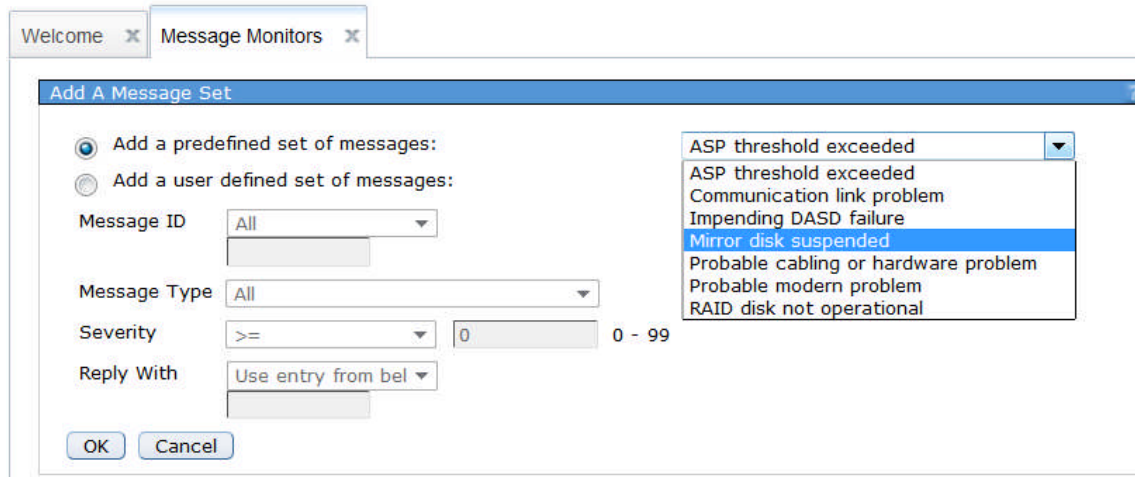 Welcome x Message Monitors x
Add A Message Set
Add a predefined set of messages: ASP threshold exceeded
Add a user defined set of messages: ASP threshold exceeded
Communication link problem
Message ID All Impending DASD failure
Mirror disk suspended
Probable cabling or hardware problem
Message Type All Probable modern problem
RAID disk not operational
Severity >= 0 0 - 99
Reply With Use entry from bel
OK Cancel